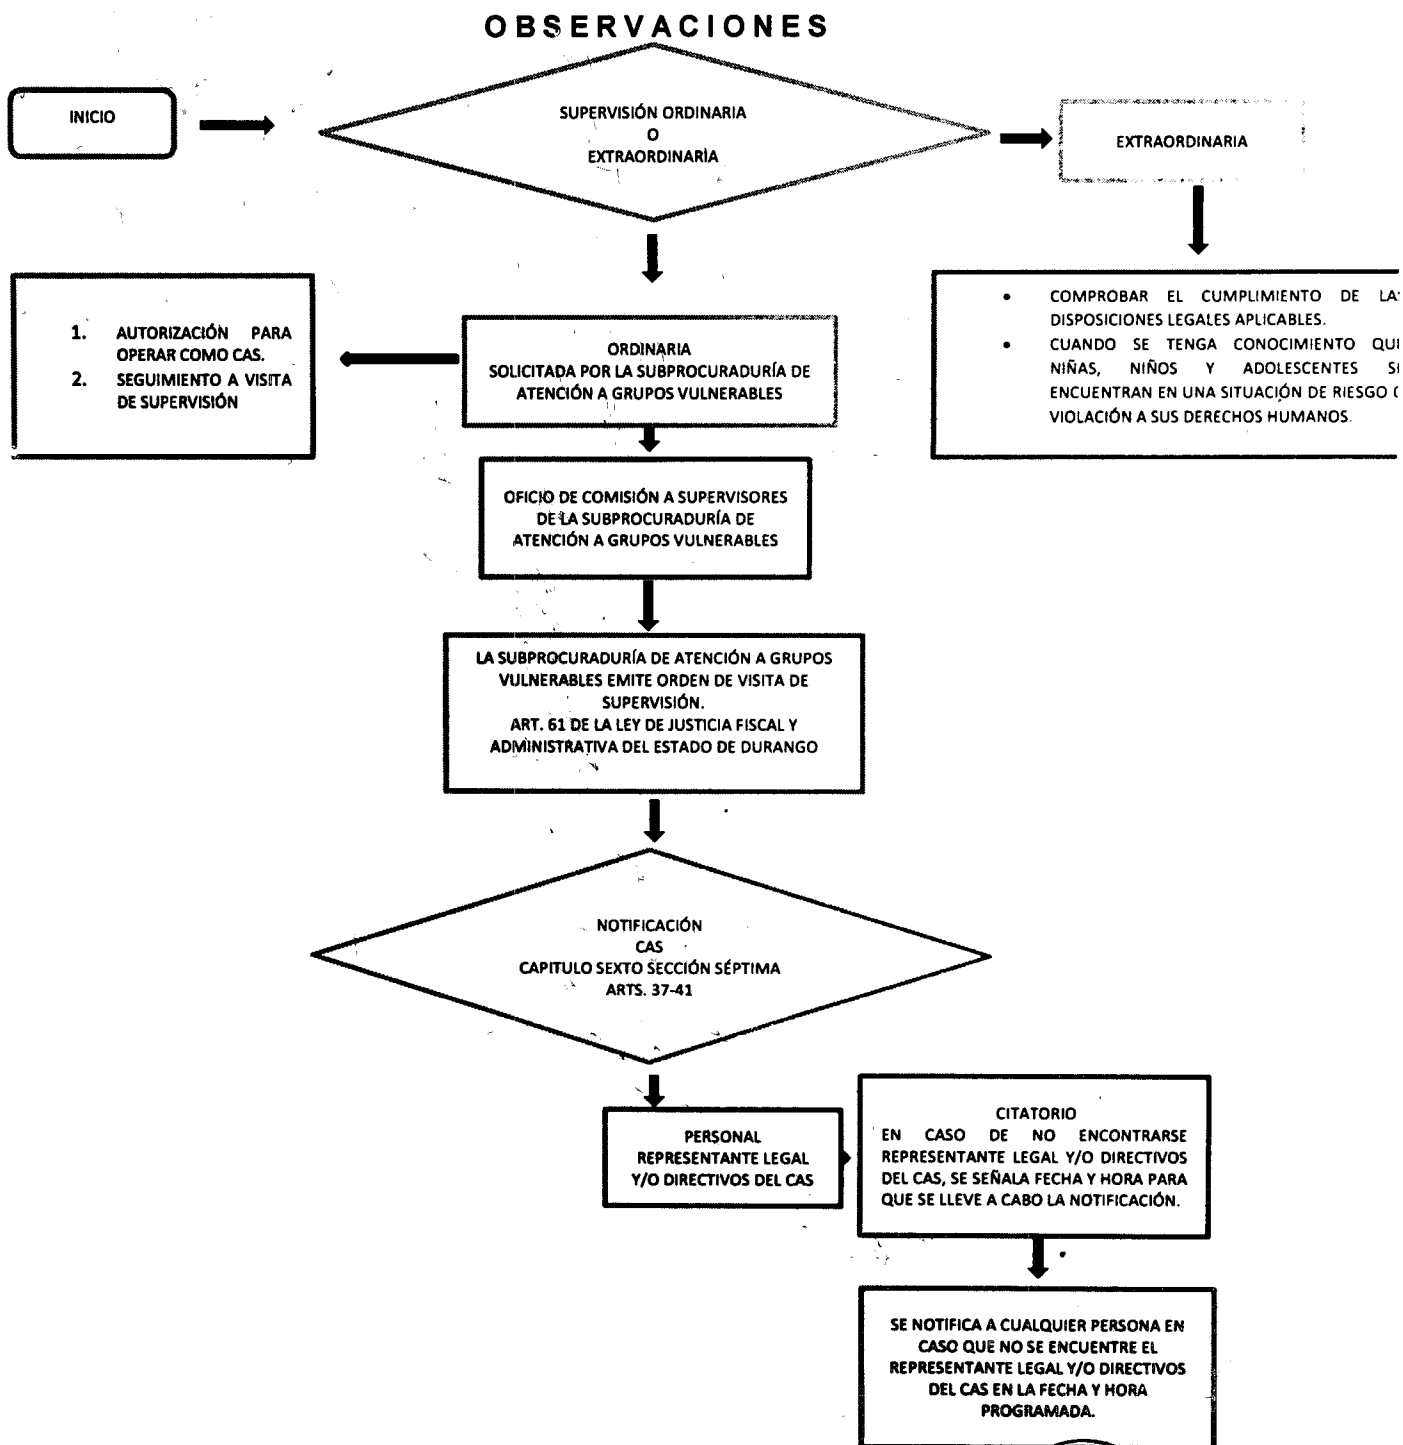 OBSERVACIONES
INICIO
SUPERVISIÓN ORDINARIA
O
EXTRAORDINARIA
EXTRAORDINARIA
1. AUTORIZACIÓN PARA
OPERAR COMO CAS.
2. SEGUIMIENTO A VISITA
DE SUPERVISIÓN
ORDINARIA
SOLICITADA POR LA SUBPROCURADURÍA DE
ATENCIÓN A GRUPOS VULNERABLES
• COMPROBAR EL CUMPLIMIENTO DE
DISPOSICIONES LEGALES APLICABLES.
• CUANDO SE TENGA CONOCIMIENTO
NIÑAS, NIÑOS Y ADOLESCENTES
ENCUENTRAN EN UNA SITUACIÓN DE RIESGO
VIOLACIÓN A SUS DERECHOS HUMANOS.
OFICIO DE COMISIÓN A SUPERVISORES
DE LA SUBPROCURADURÍA DE
ATENCIÓN A GRUPOS VULNERABLES
LA SUBPROCURADURÍA DE ATENCIÓN A GRUPOS
VULNERABLES EMITE ORDEN DE VISITA DE
SUPERVISIÓN.
ART. 61 DE LA LEY DE JUSTICIA FISCAL Y
ADMINISTRATIVA DEL ESTADO DE DURANGO
NOTIFICACIÓN
CAS
CAPITULO SEXTO SECCIÓN SÉPTIMA
ARTS. 37-41
PERSONAL
REPRESENTANTE LEGAL
Y/O DIRECTIVOS DEL CAS
CITATORIO
EN CASO DE NO ENCONTRARSE
REPRESENTANTE LEGAL Y/O DIRECTIVOS
DEL CAS, SE SEÑALA FECHA Y HORA PARA
QUE SE LLEVE A CABO LA NOTIFICACIÓN.
SE NOTIFICA A CUALQUIER PERSONA EN
CASO QUE NO SE ENCUENTRE EL
REPRESENTANTE LEGAL Y/O DIRECTIVOS
DEL CAS EN LA FECHA Y HORA
PROGRAMADA.